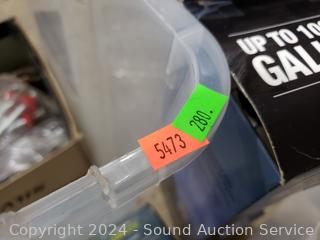 UP TO 10
GAL
280.
5473
Copyright 2024 - Sound Auction Service